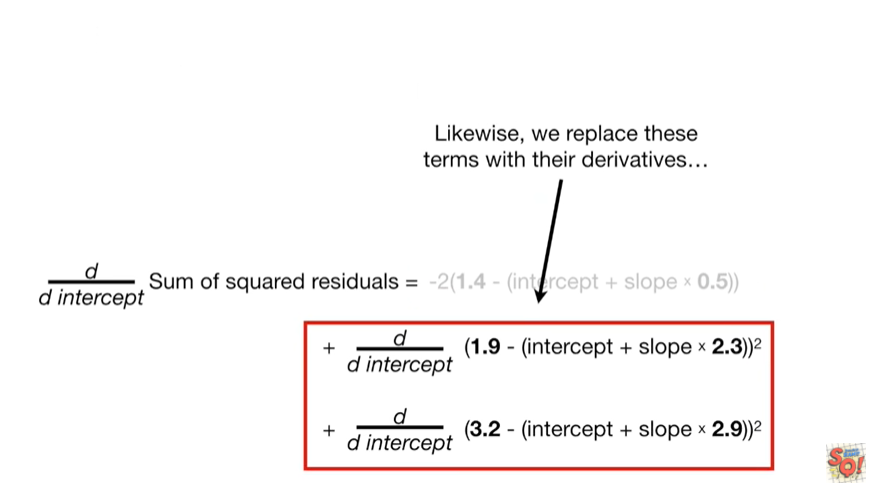 Likewise, we replace these
terms with their derivatives…
d
d intercept
Sum of squared residuals = -2(1.4 - (intercept + slope × 0.5))
+ d
d intercept
(1.9 - (intercept + slope × 2.3))²
+ d
d intercept
(3.2 - (intercept + slope × 2.9))²
SQ!